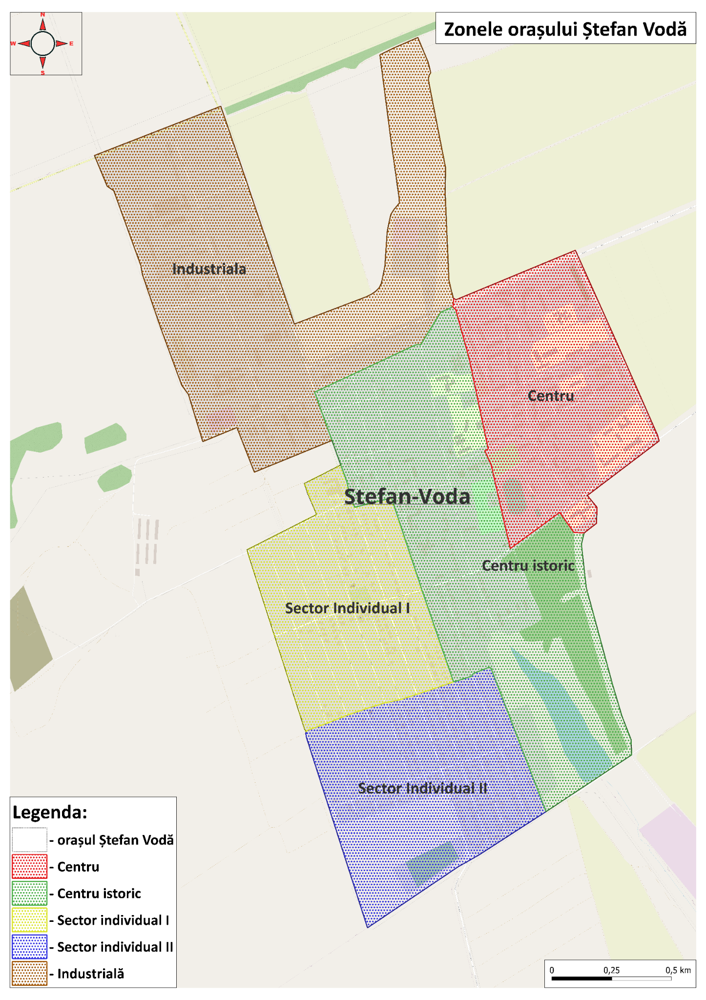 N
W E
S
Zonele orașului Ștefan Vodă
Industriala
Centru
Stefan-Voda
Centru istoric
Sector Individual I
Sector Individual II
Legenda:
- orașul Ștefan Vodă
- Centru
- Centru istoric
- Sector individual I
- Sector individual II
- Industrială
0 0,25 0,5 km